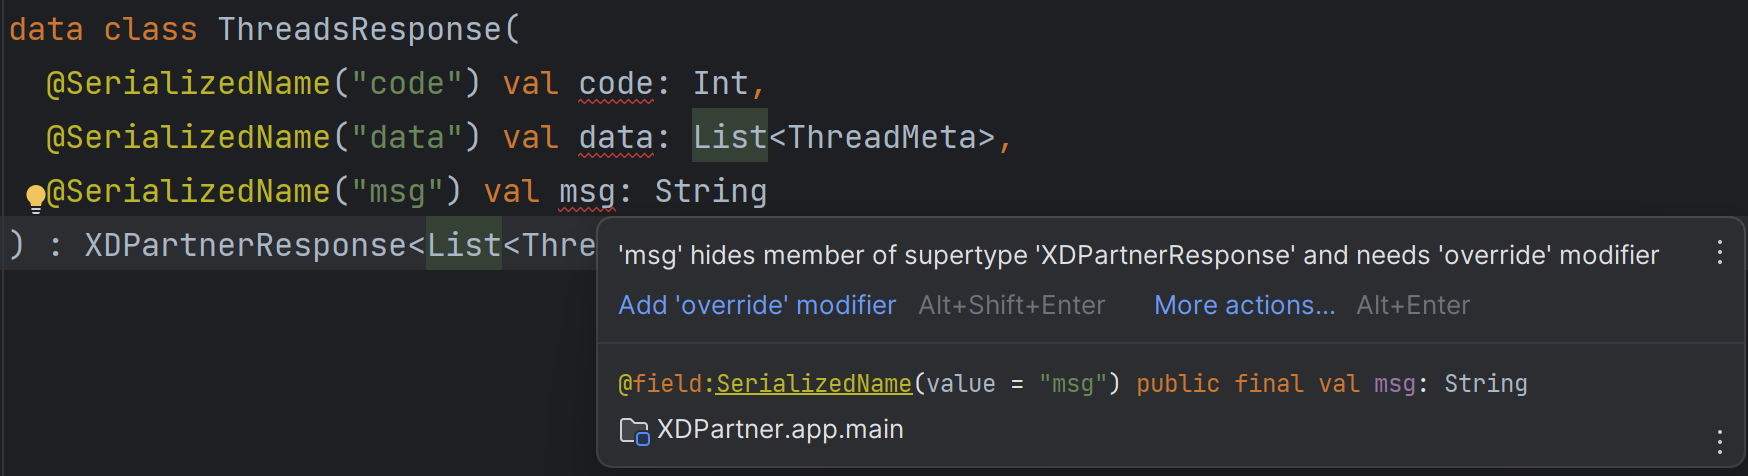 data class ThreadsResponse(
@SerializedName("code") val code: Int,
@SerializedName("data") val data: List<ThreadMeta>,
@SerializedName("msg") val msg: String
) : XDPartnerResponse<List<Thre
'msg' hides member of supertype 'XDPartnerResponse' and needs 'override' modifier
Add 'override' modifier Alt+Shift+Enter More actions... Alt+Enter
@field:SerializedName(value = "msg") public final val msg: String
XDPartner.app.main